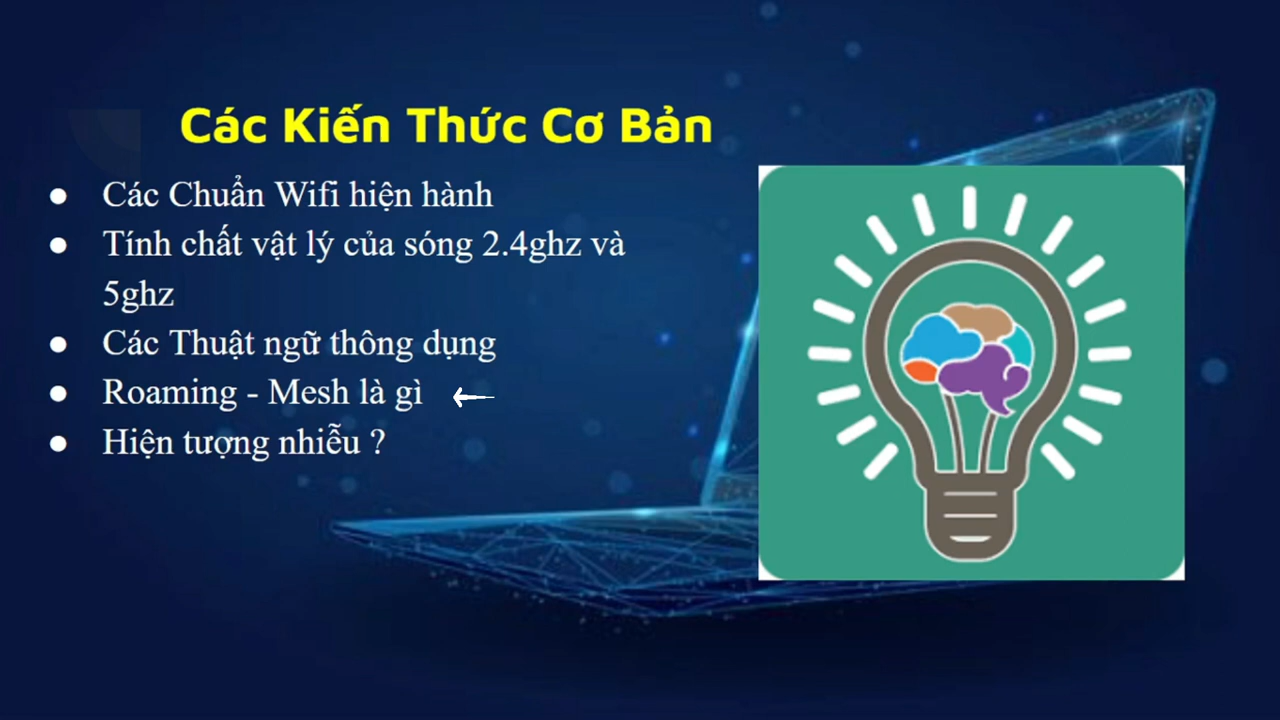 Các Kiến Thức Cơ Bản
● Các Chuẩn Wifi hiện hành
● Tính chất vật lý của sóng 2.4ghz và
5ghz
● Các Thuật ngữ thông dụng
● Roaming - Mesh là gì
● Hiện tượng nhiễu ?